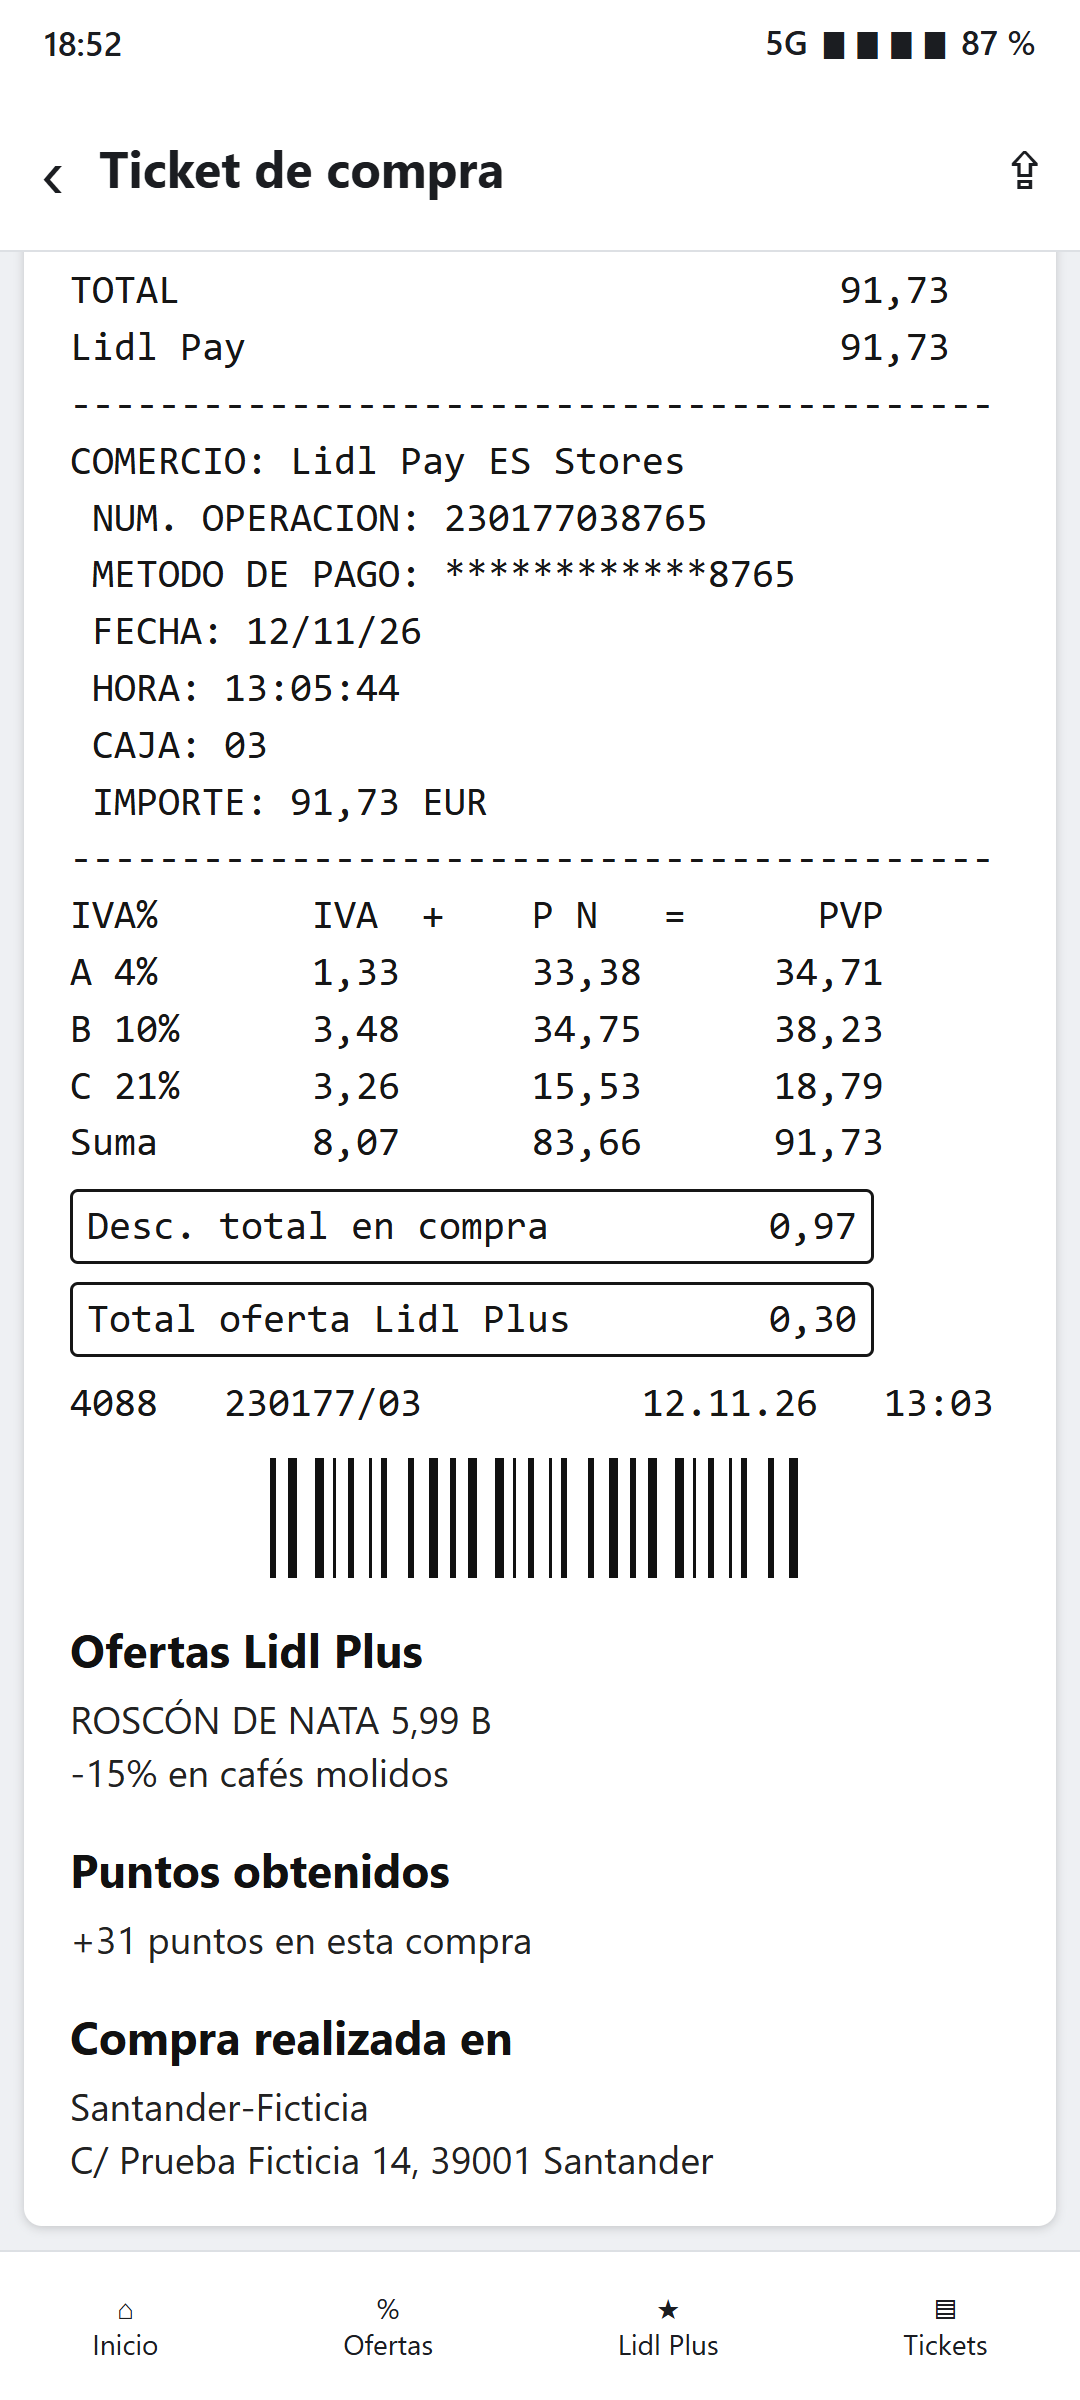 18:52 5G 87 %
‹ Ticket de compra
TOTAL 91,73
Lidl Pay 91,73
------------------------------------------
COMERCIO: Lidl Pay ES Stores
NUM. OPERACION: 230177038765
METODO DE PAGO: ************8765
FECHA: 12/11/26
HORA: 13:05:44
CAJA: 03
IMPORTE: 91,73 EUR
------------------------------------------
IVA% IVA + P N = PVP
A 4% 1,33 33,38 34,71
B 10% 3,48 34,75 38,23
C 21% 3,26 15,53 18,79
Suma 8,07 83,66 91,73
Desc. total en compra 0,97
Total oferta Lidl Plus 0,30
4088 230177/03 12.11.26 13:03
Ofertas Lidl Plus
ROSCÓN DE NATA 5,99 B
-15% en cafés molidos
Puntos obtenidos
+31 puntos en esta compra
Compra realizada en
Santander-Ficticia
C/ Prueba Ficticia 14, 39001 Santander
% ★
Inicio Ofertas Lidl Plus Tickets